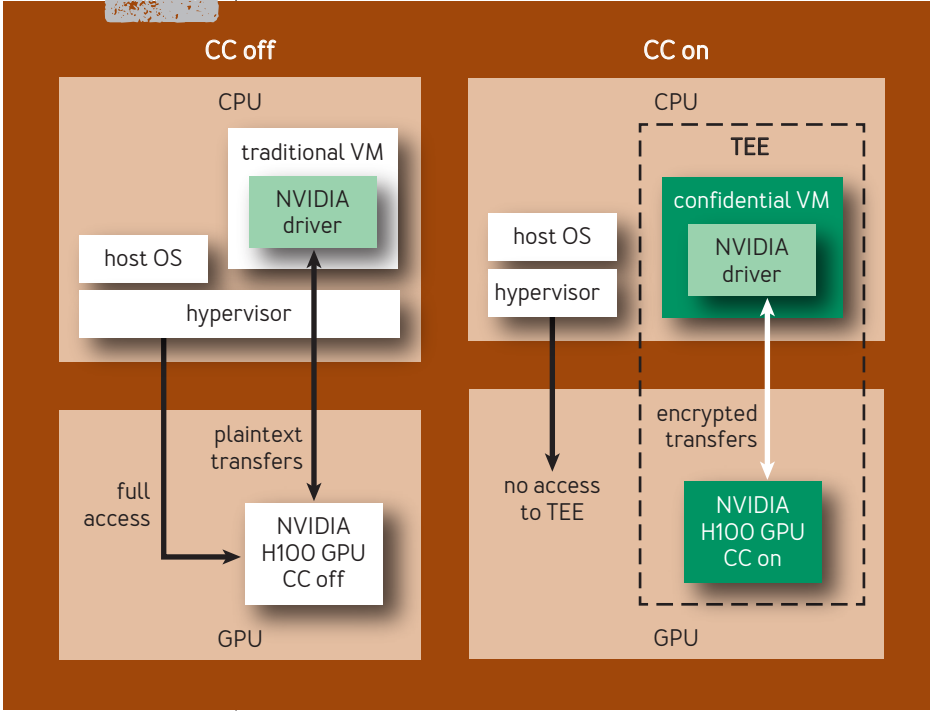 CC off
CPU
traditional VM
NVIDIA
driver
host OS
hypervisor
plaintext
transfers
full
access
NVIDIA
H100 GPU
CC off
GPU
CC on
CPU
TEE
confidential VM
NVIDIA
driver
host OS
hypervisor
encrypted
transfers
no access
to TEE
NVIDIA
H100 GPU
CC on
GPU